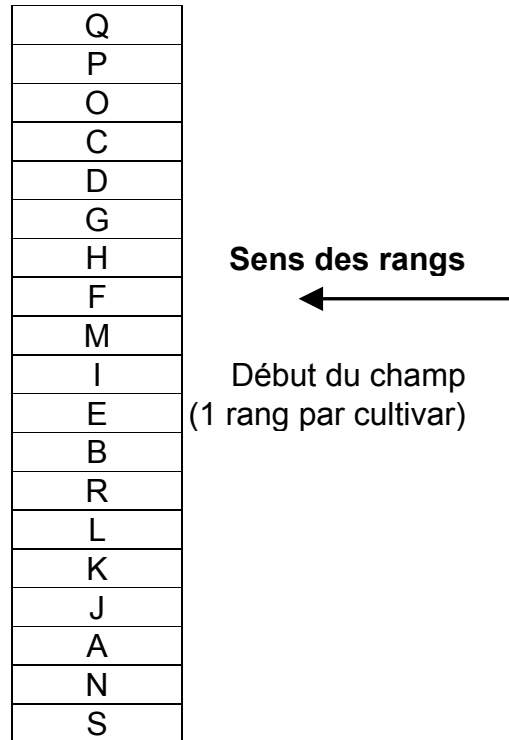 Q
P
O
C
D
G
H
Sens des rangs
F
M
I
Début du champ
E
(1 rang par cultivar)
B
R
L
K
J
A
N
S